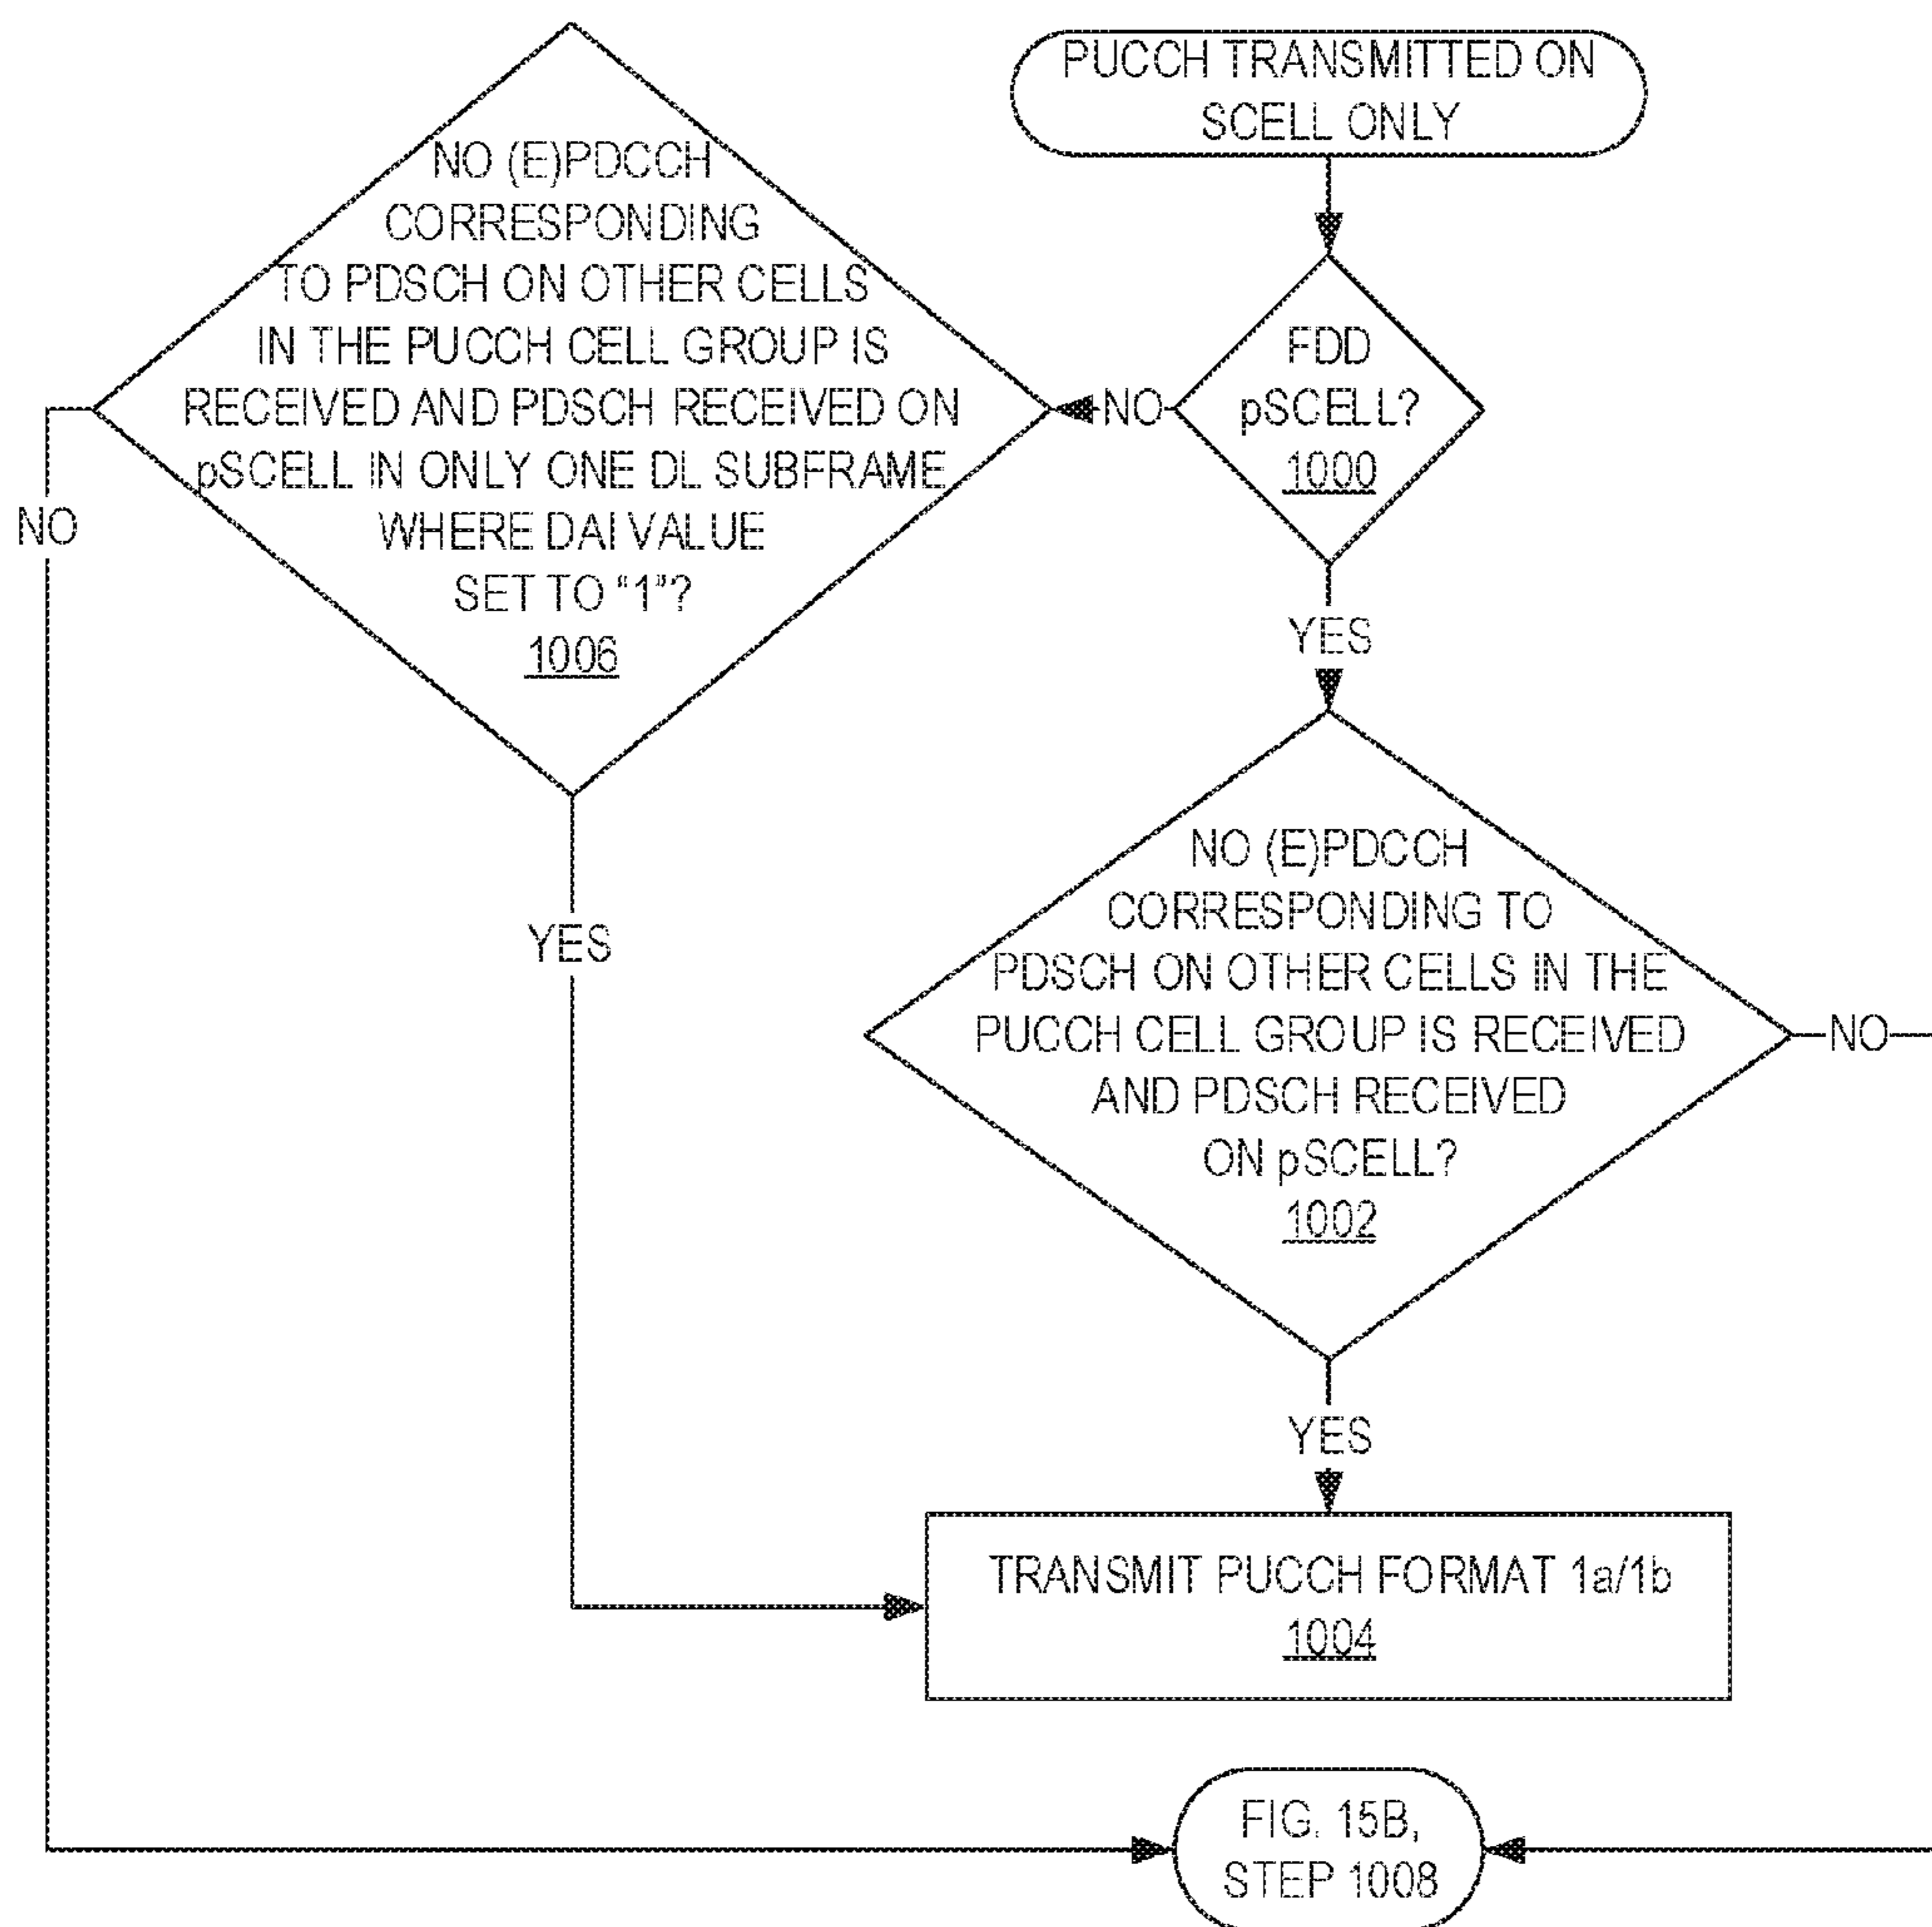 PUCCH TRANSMITTED ON
SCELL ONLY
FDD
pSCELL?
1000
NO
YES
NO (E)PDCCH
CORRESPONDING
TO PDSCH ON OTHER CELLS
IN THE PUCCH CELL GROUP IS
RECEIVED AND PDSCH RECEIVED ON
pSCELL IN ONLY ONE DL SUBFRAME
WHERE DAI VALUE
SET TO "1"?
1006
NO
YES
NO (E)PDCCH
CORRESPONDING TO
PDSCH ON OTHER CELLS IN THE
PUCCH CELL GROUP IS RECEIVED
AND PDSCH RECEIVED
ON pSCELL?
1002
NO
YES
TRANSMIT PUCCH FORMAT 1a/1b
1004
FIG. 15B,
STEP 1008